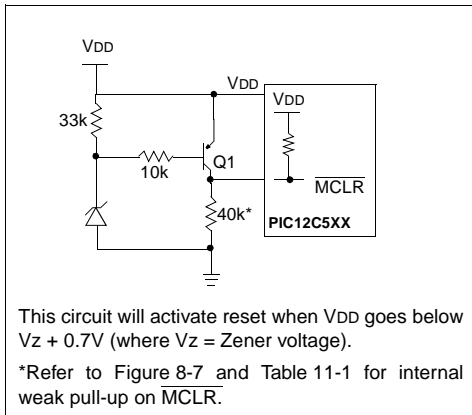 VDD
VDD
VDD
33k
10k
Q1
MCLR
40k*
PIC12C5XX
This circuit will activate reset when VDD goes below
Vz + 0.7V (where Vz = Zener voltage).
*Refer to Figure 8-7 and Table 11-1 for internal
weak pull-up on MCLR.